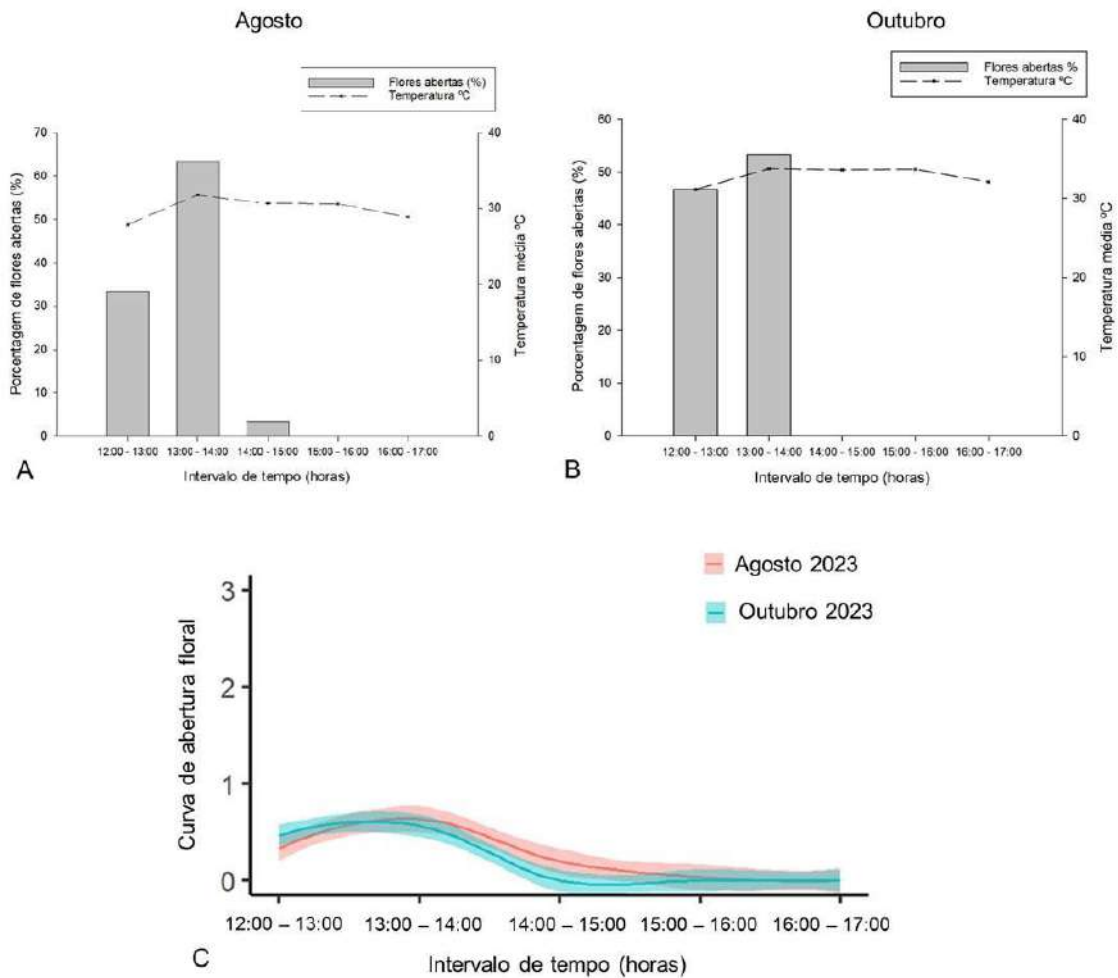 Agosto
Flores abertas (%)
Temperatura ºC
70
60
50
40
30
20
10
0
Porcentagem de flores abertas (%)
40
30
20
10
0
Temperatura média ºC
12:00 - 13:00 13:00 - 14:00 14:00 - 15:00 15:00 - 16:00 16:00 - 17:00
A
Intervalo de tempo (horas)
Outubro
Flores abertas %
Temperatura ºC
60
50
40
30
20
10
0
Porcentagem de flores abertas (%)
40
30
20
10
0
Temperatura média ºC
12:00 - 13:00 13:00 - 14:00 14:00 - 15:00 15:00 - 16:00 16:00 - 17:00
B
Intervalo de tempo (horas)
Agosto 2023
Outubro 2023
3
2
1
0
Curva de abertura floral
12:00 – 13:00 13:00 – 14:00 14:00 – 15:00 15:00 – 16:00 16:00 – 17:00
C
Intervalo de tempo (horas)